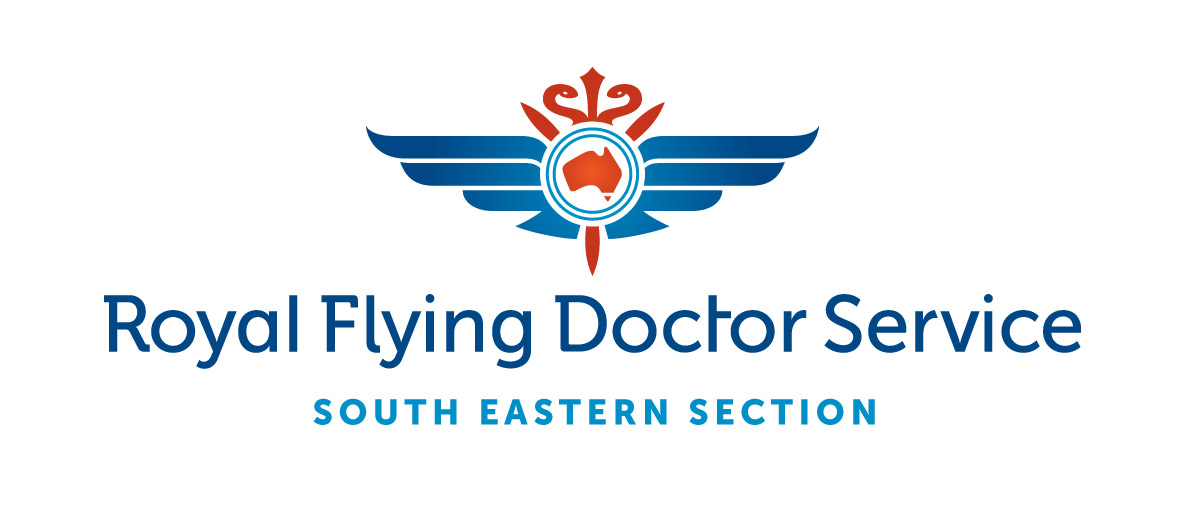 Royal Flying Doctor Service
SOUTH EASTERN SECTION